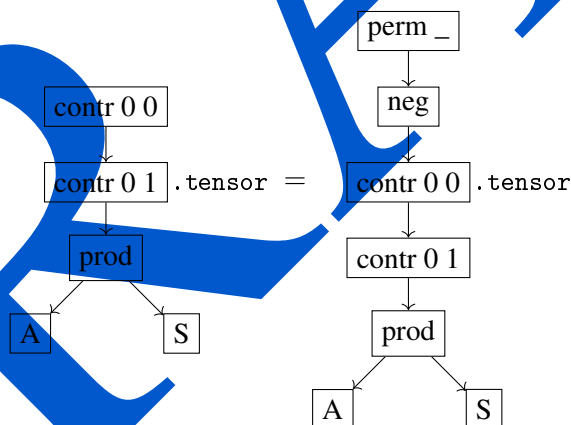 perm _
contr 0 0
neg
contr 0 1 .tensor = contr 0 0 .tensor
prod
contr 0 1
A S
prod
A S